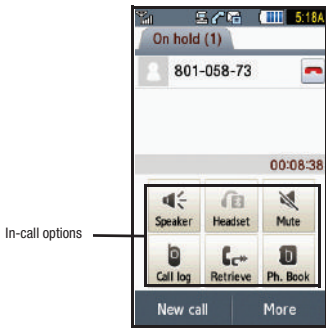 5:18A
On hold (1)
801-058-73
00:08:38
Speaker Headset Mute
In-call options
Call log Retrieve Ph. Book
New call More